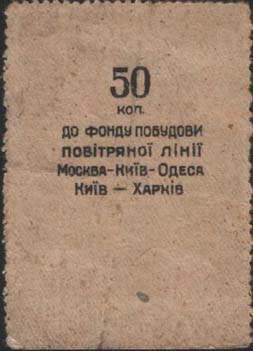 50
коп.
ДО ФОНДУ ПОБУДОВИ
ПОВІТРЯНОЇ ЛІНІЇ
МОСКВА-КИЇВ-ОДЕСА
КИЇВ — ХАРКІВ